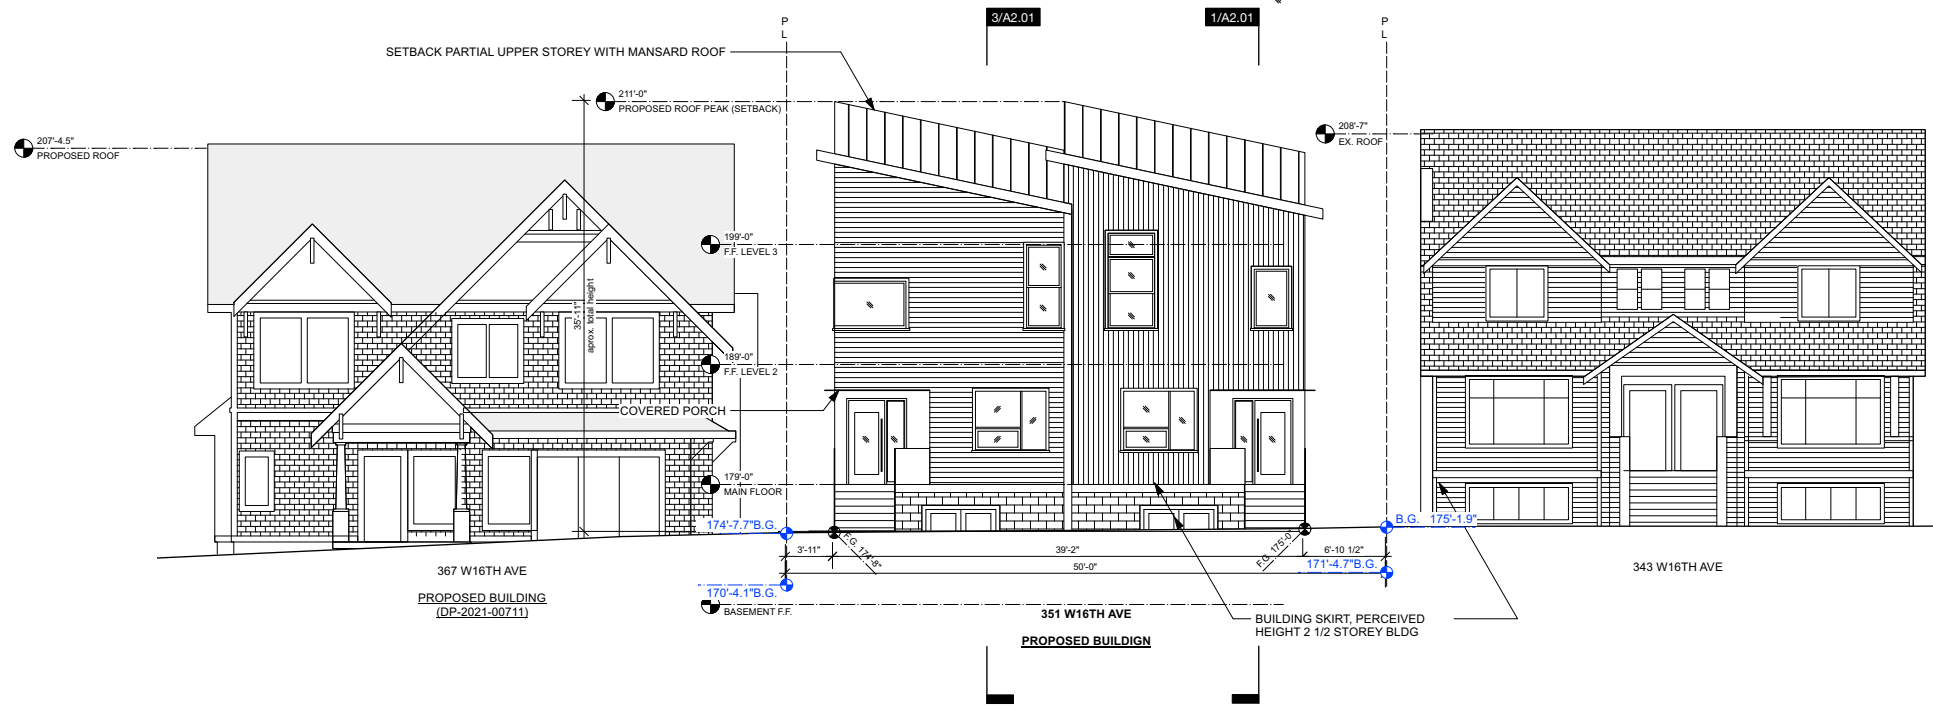 3/A2.01
1/A2.01
P
L
P
L
SETBACK PARTIAL UPPER STOREY WITH MANSARD ROOF
211'-0"
PROPOSED ROOF PEAK (SETBACK)
207'-4.5"
PROPOSED ROOF
208'-7"
EX. ROOF
199'-0"
F.F. LEVEL 3
35'-11"
aprox. total height
189'-0"
F.F. LEVEL 2
COVERED PORCH
179'-0"
MAIN FLOOR
174'-7.7"B.G.
B.G. 175'-1.9"
F.G. 174'-8"
F.G. 175'-0"
3'-11"
39'-2"
6'-10 1/2"
50'-0"
171'-4.7"B.G.
170'-4.1"B.G.
BASEMENT F.F.
367 W16TH AVE
PROPOSED BUILDING
(DP-2021-00711)
351 W16TH AVE
PROPOSED BUILDIGN
343 W16TH AVE
BUILDING SKIRT, PERCEIVED
HEIGHT 2 1/2 STOREY BLDG